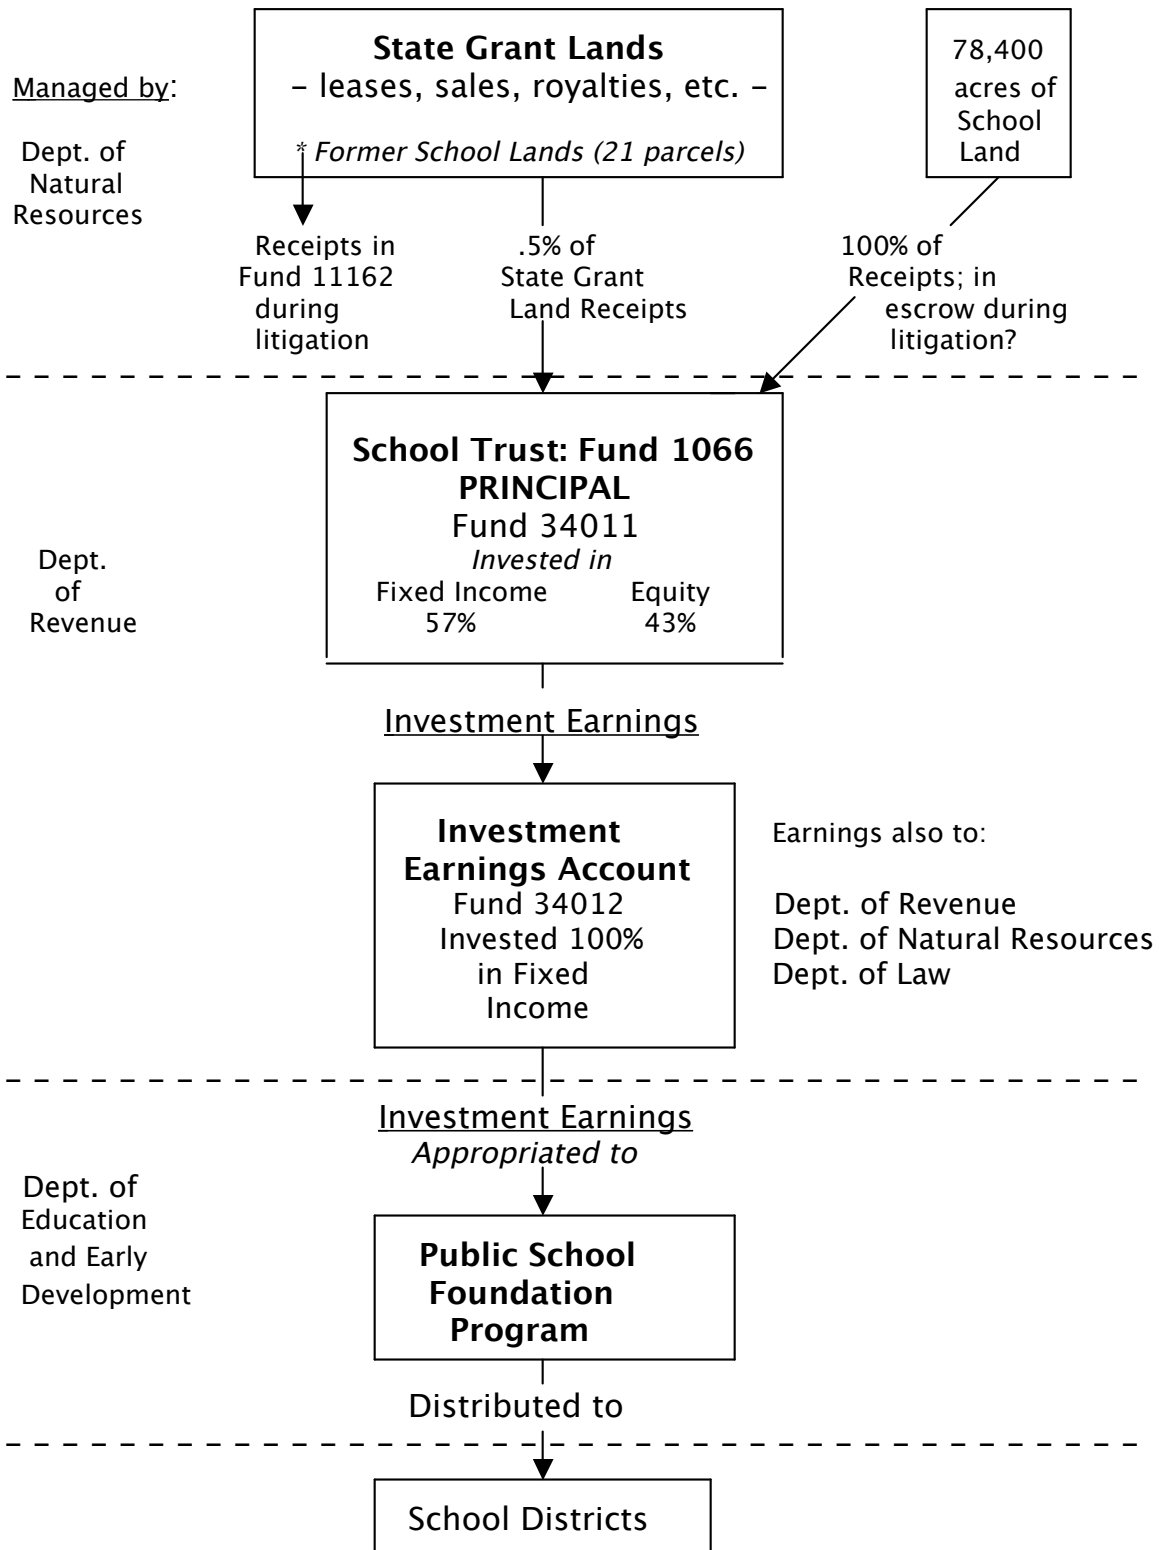 State Grant Lands
– leases, sales, royalties, etc. –
* Former School Lands (21 parcels)
78,400
acres of
School
Land
Managed by:
Dept. of
Natural
Resources
Receipts in
Fund 11162
during
litigation
.5% of
State Grant
Land Receipts
100% of
Receipts; in
escrow during
litigation?
School Trust: Fund 1066
PRINCIPAL
Fund 34011
Invested in
Fixed Income Equity
57% 43%
Dept.
of
Revenue
Investment Earnings
Investment
Earnings Account
Fund 34012
Invested 100%
in Fixed
Income
Earnings also to:
Dept. of Revenue
Dept. of Natural Resources
Dept. of Law
Investment Earnings
Appropriated to
Dept. of
Education
and Early
Development
Public School
Foundation
Program
Distributed to
School Districts